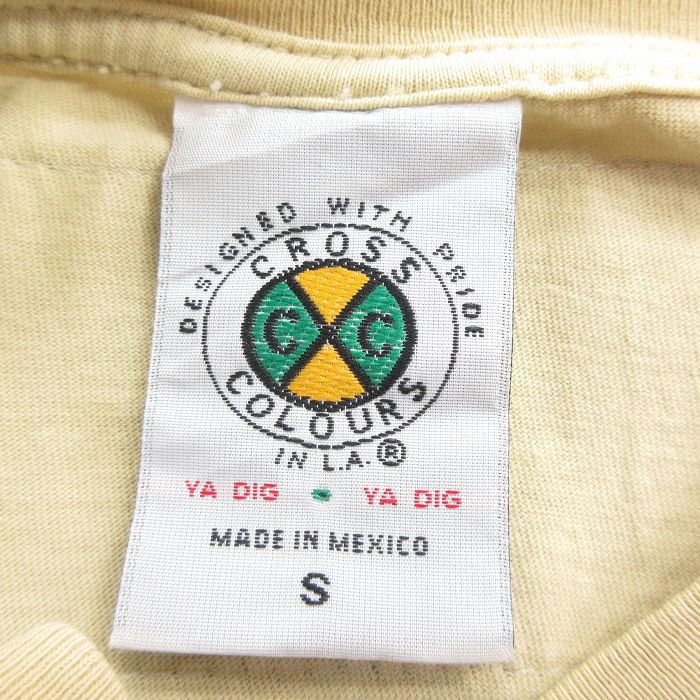 DESIGNED WITH PRIDE
CROSS
C C
COLOURS
IN L.A.®
YA DIG • YA DIG
MADE IN MEXICO
S